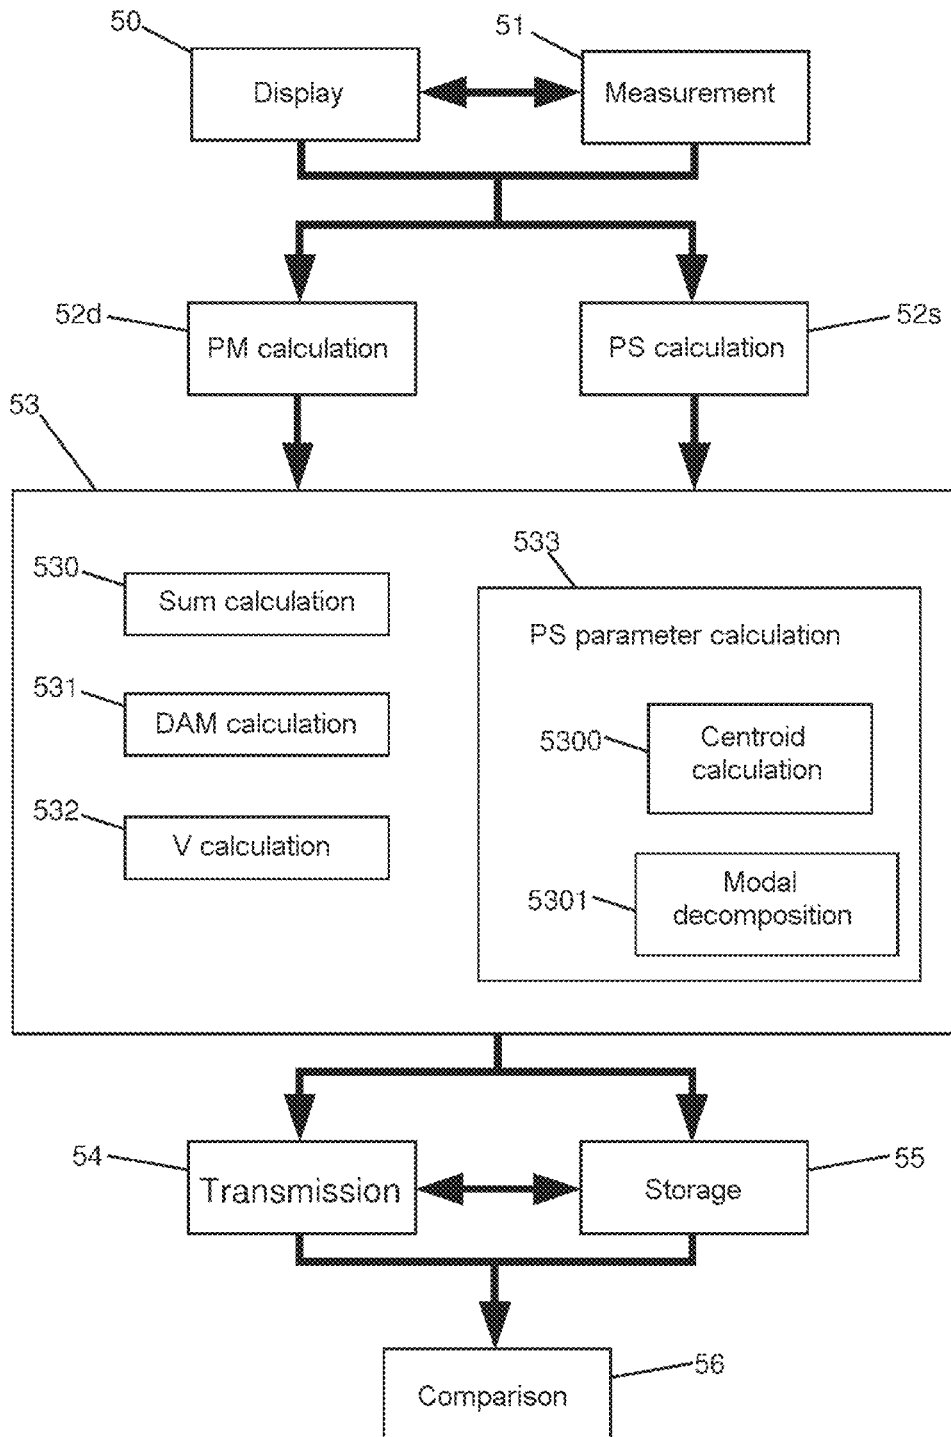 50
51
Display
Measurement
52d
52s
PM calculation
PS calculation
53
533
530
Sum calculation
PS parameter calculation
531
DAM calculation
5300
Centroid
calculation
532
V calculation
5301
Modal
decomposition
54
55
Transmission
Storage
56
Comparison